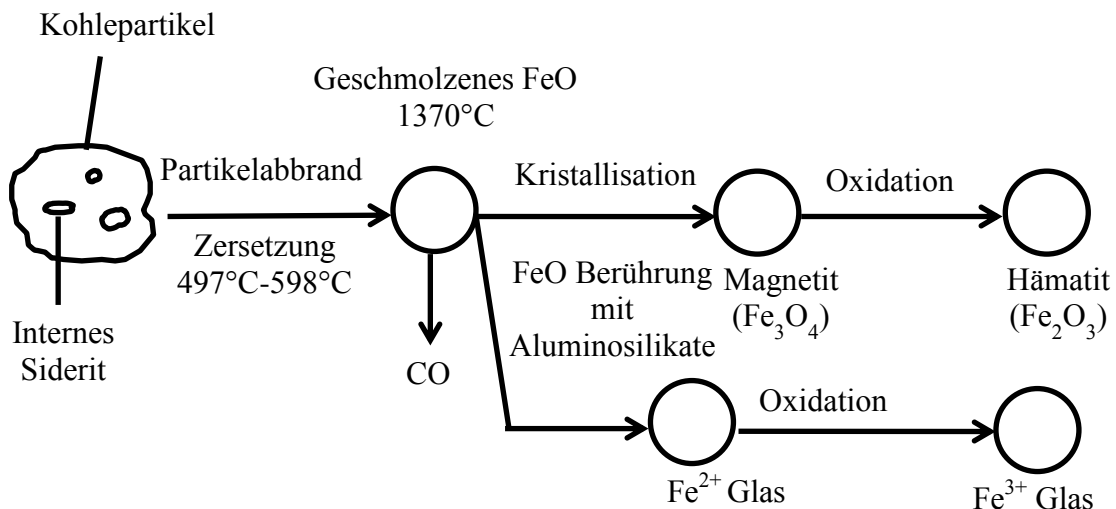 Kohlepartikel
Geschmolzenes FeO
1370°C
Partikelabbrand
Zersetzung
497°C-598°C
Internes
Siderit
CO
Kristallisation
Oxidation
FeO Berührung
mit
Aluminosilikate
Magnetit
(Fe₃O₄)
Hämatit
(Fe₂O₃)
Oxidation
Fe²⁺ Glas
Fe³⁺ Glas